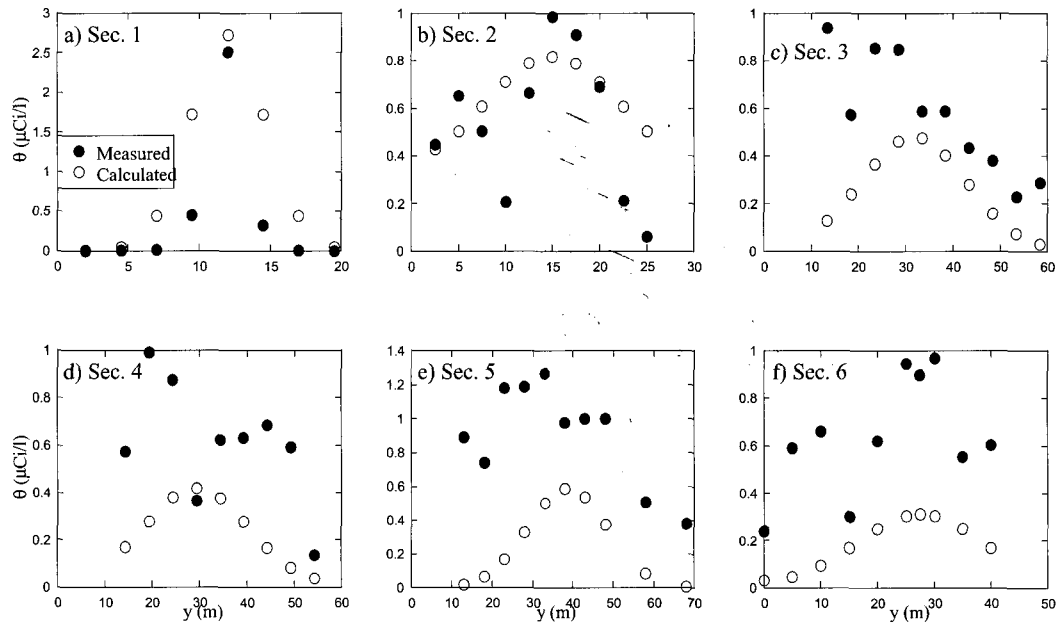 a) Sec. 1
b) Sec. 2
c) Sec. 3
3
2.5
2
1.5
1
0.5
0
θ (μCi/l)
Measured
Calculated
0 5 10 15 20
1
0.8
0.6
0.4
0.2
0
0 5 10 15 20 25 30
1
0.8
0.6
0.4
0.2
0
0 10 20 30 40 50 60
d) Sec. 4
e) Sec. 5
f) Sec. 6
1
0.8
0.6
0.4
0.2
0
θ (μCi/l)
0 10 20 30 40 50 60
y (m)
1.4
1.2
1
0.8
0.6
0.4
0.2
0
0 10 20 30 40 50 60 70
y (m)
1
0.8
0.6
0.4
0.2
0
0 10 20 30 40 50
y (m)